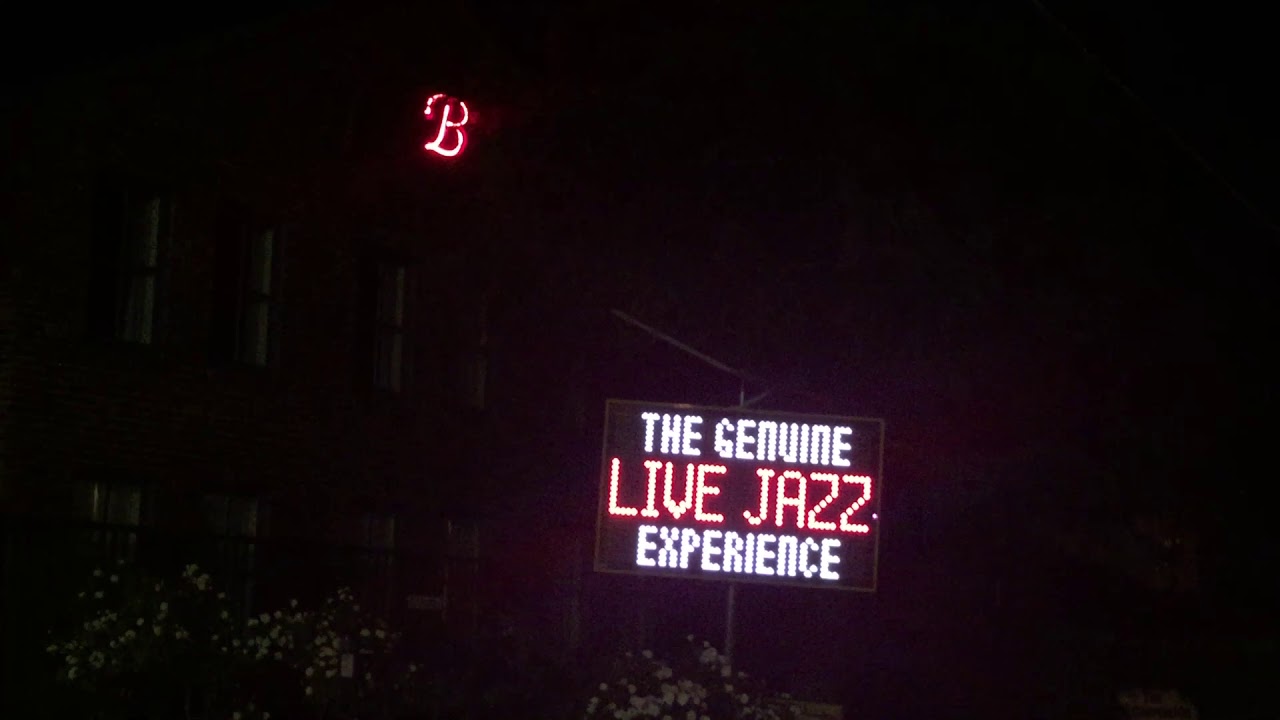 B
THE GENUINE
LIVE JAZZ
EXPERIENCE